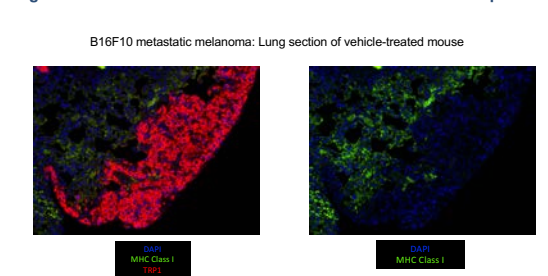 B16F10 metastatic melanoma: Lung section of vehicle-treated mouse
DAPI
MHC Class I
TRP1
DAPI
MHC Class I